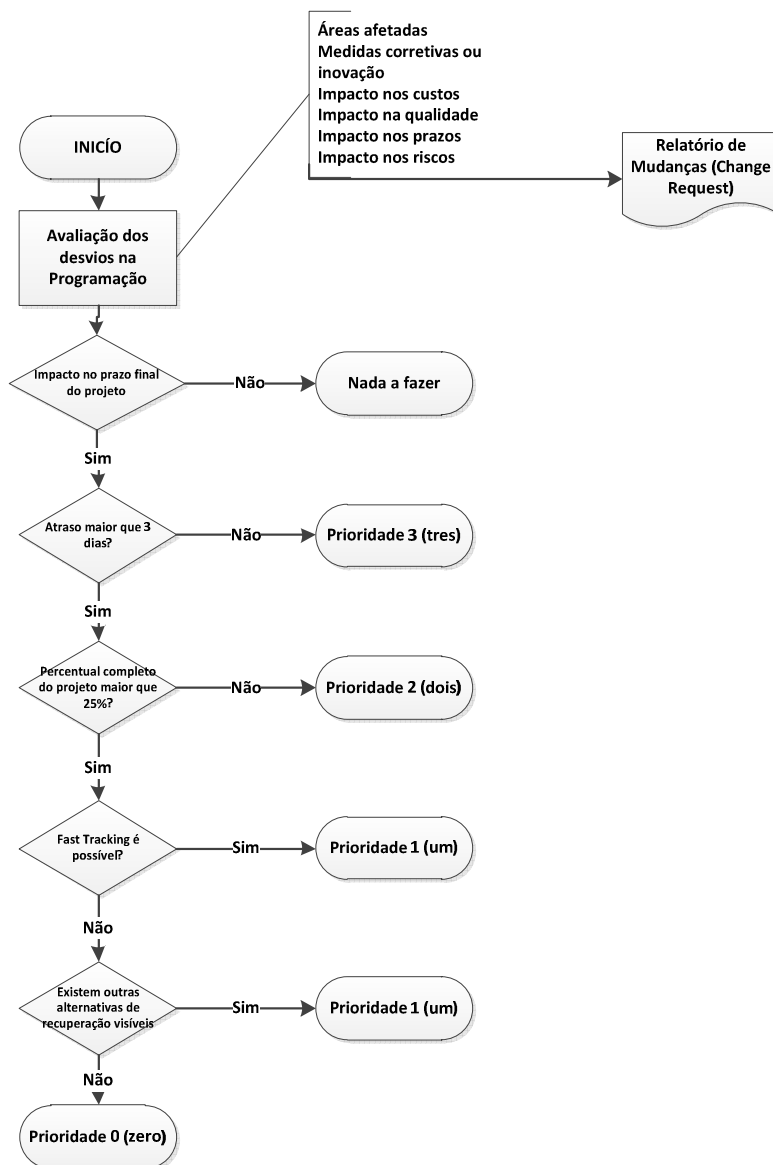 Áreas afetadas
Medidas corretivas ou
inovação
Impacto nos custos
Impacto na qualidade
Impacto nos prazos
Impacto nos riscos
Relatório de
Mudanças (Change
Request)
INICÍO
Avaliação dos
desvios na
Programação
Impacto no prazo final
do projeto
Não
Nada a fazer
Sim
Atraso maior que 3
dias?
Não
Prioridade 3 (tres)
Sim
Percentual completo
do projeto maior que
25%?
Não
Prioridade 2 (dois)
Sim
Fast Tracking é
possível?
Sim
Prioridade 1 (um)
Não
Existem outras
alternativas de
recuperação visíveis
Sim
Prioridade 1 (um)
Não
Prioridade 0 (zero)